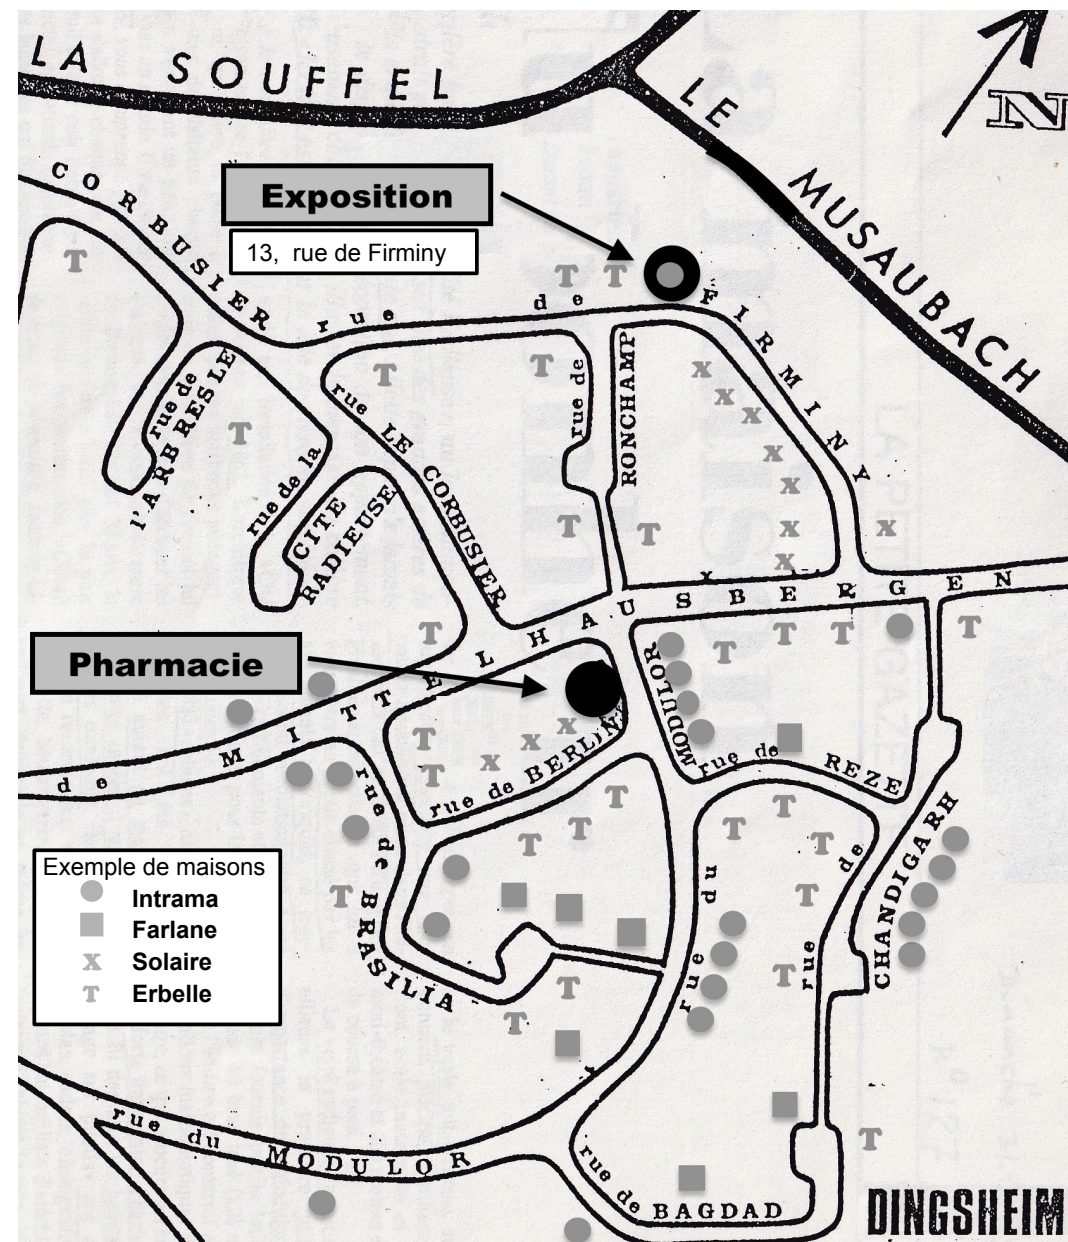 LA SOUFFEL
LE MUSAUBACH
N
CORBUSIER
Exposition
13, rue de Firminy
rue de FIRMINY
rue de l'ARBRESLE
rue de la CITE RADIEUSE
rue LE CORBUSIER
rue de RONCHAMP
de MITTELHAUSBERGEN
Pharmacie
MODULOR
rue de BERLIN
rue de REZE
rue de BRASILIA
rue du
rue de CHANDIGARH
Exemple de maisons
Intrama
Farlane
X Solaire
T Erbelle
rue du MODULOR
rue de BAGDAD
DINGSHEIM